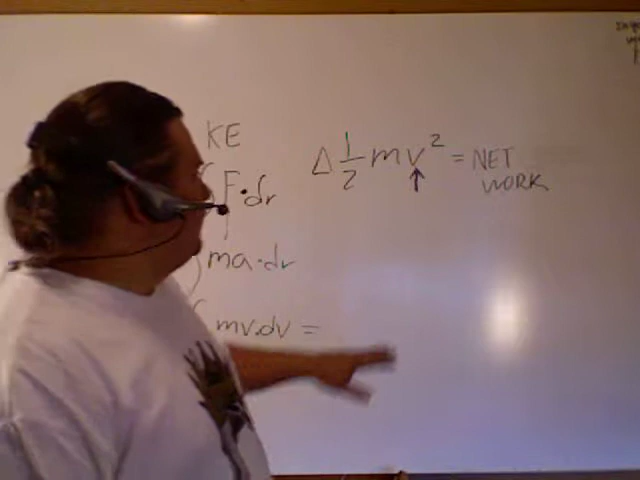 KE
∫F·dr
∫ma·dr
∫mv.dv =
Δ 1/2 mv² = NET
WORK
↑